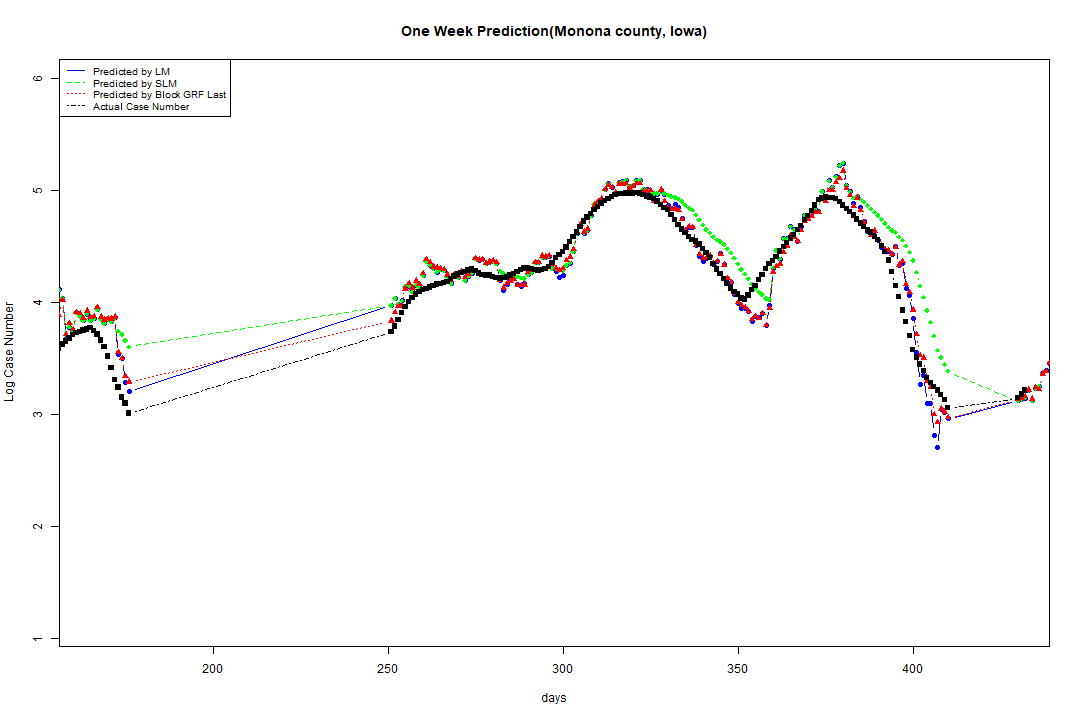 One Week Prediction(Monona county, Iowa)
Predicted by LM
Predicted by SLM
Predicted by Block GRF Last
Actual Case Number
6
5
4
3
2
1
Log Case Number
200 250 300 350 400
days